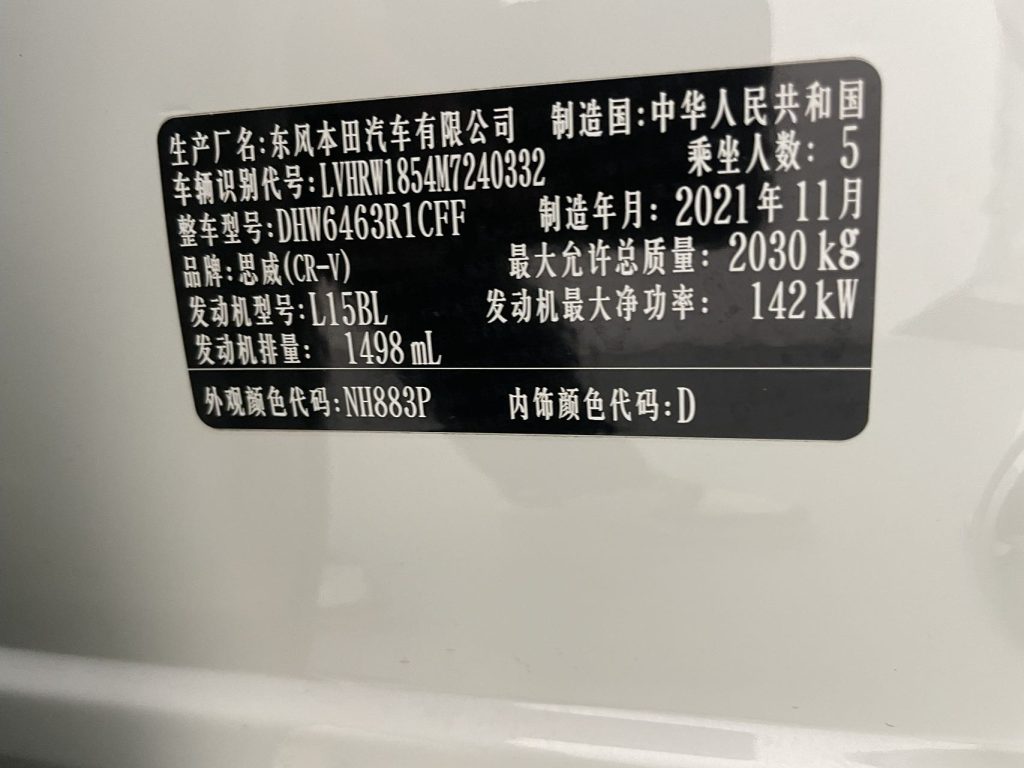 生产厂名:东风本田汽车有限公司 制造国:中华人民共和国
车辆识别代号:LVHRW1854M7240332 乘坐人数: 5
整车型号:DHW6463R1CFF 制造年月: 2021年11月
品牌:思威(CR-V) 最大允许总质量: 2030 kg
发动机型号:L15BL 发动机最大净功率: 142 kW
发动机排量: 1498 mL
外观颜色代码:NH883P 内饰颜色代码:D